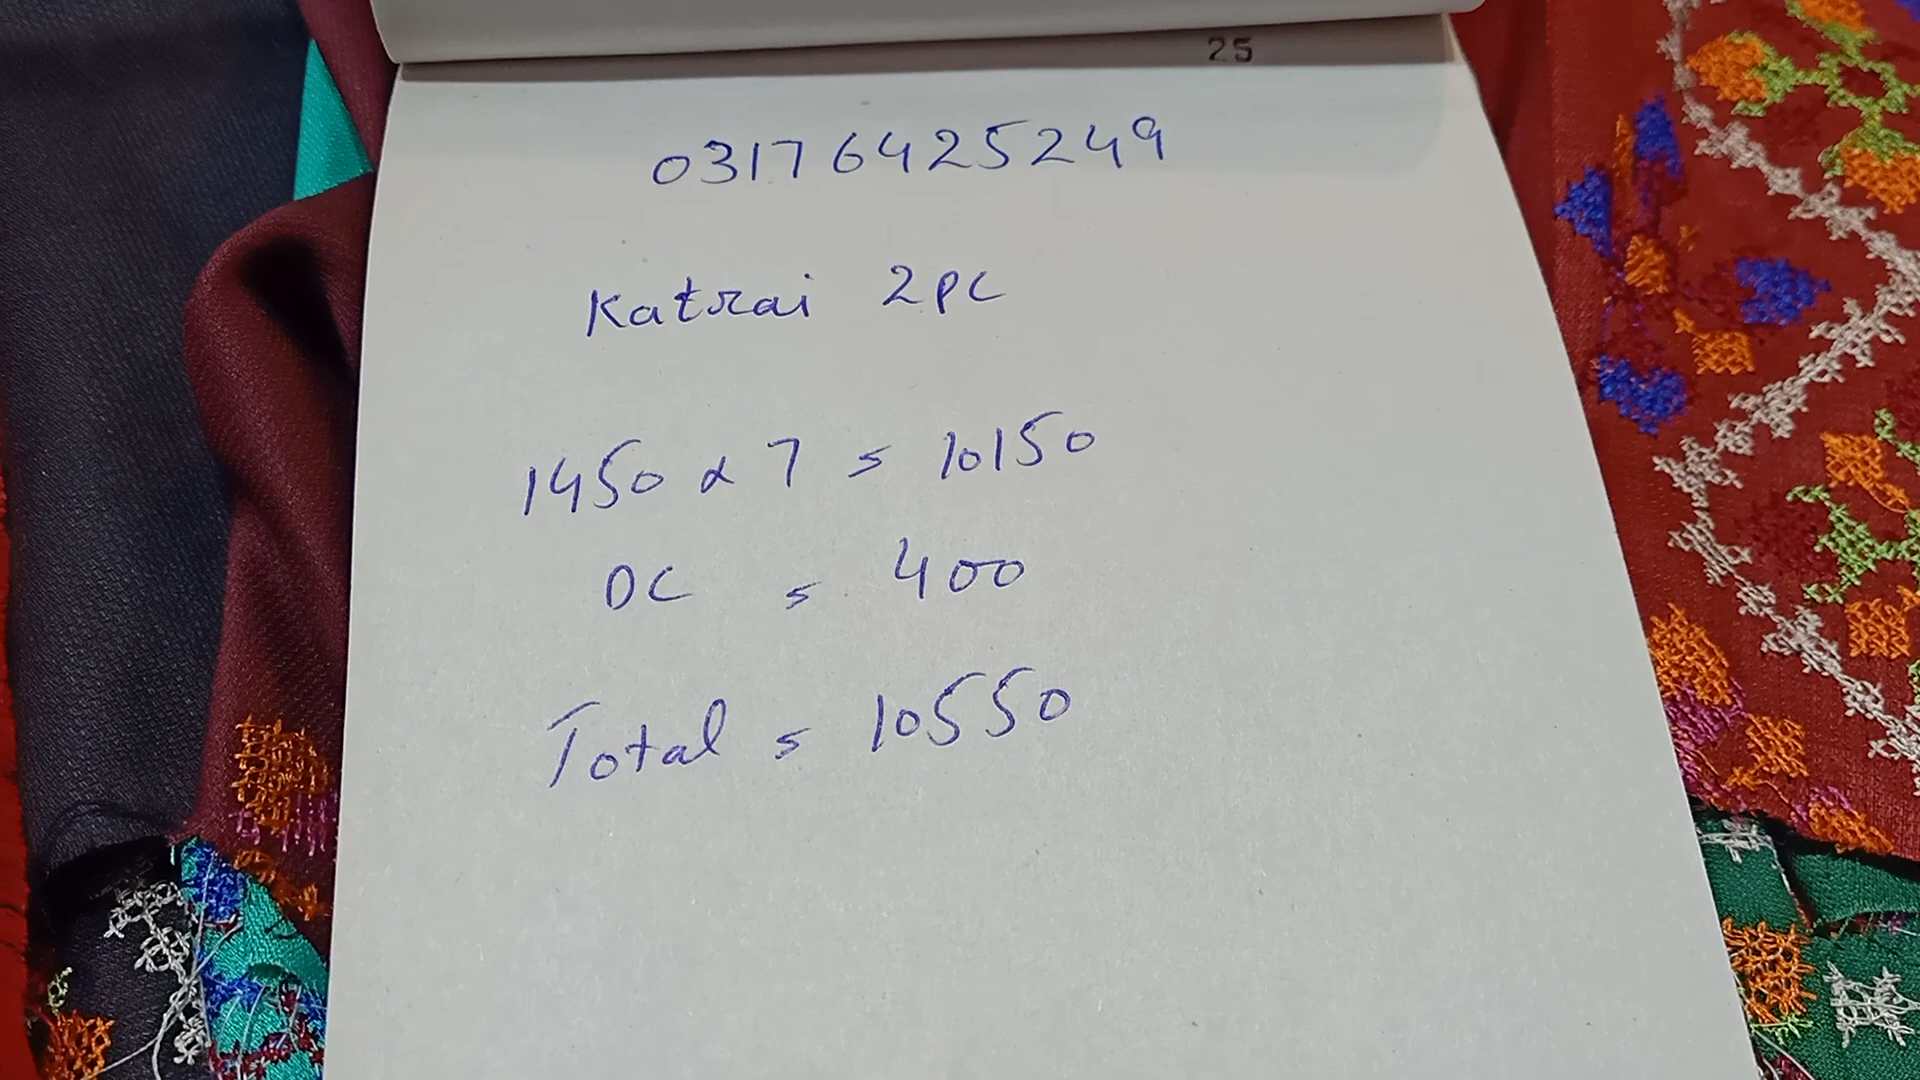 25
03176425249
Katrai 2PC
1450 x 7 = 10150
DC = 400
Total = 10550